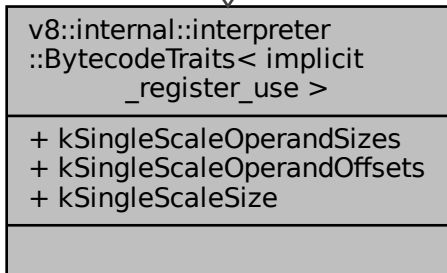 v8::internal::interpreter
::BytecodeTraits< implicit
_register_use >
+ kSingleScaleOperandSizes
+ kSingleScaleOperandOffsets
+ kSingleScaleSize